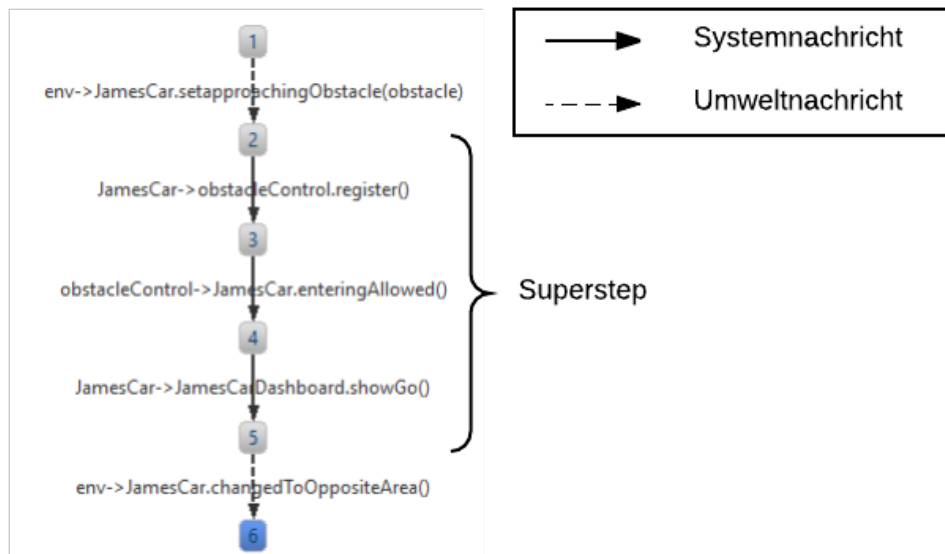 1
env->JamesCar.setapproachingObstacle(obstacle)
2
JamesCar->obstacleControl.register()
3
obstacleControl->JamesCar.enteringAllowed()
4
JamesCar->JamesCarDashboard.showGo()
5
env->JamesCar.changedToOppositeArea()
6
Superstep
Systemnachricht
Umweltnachricht